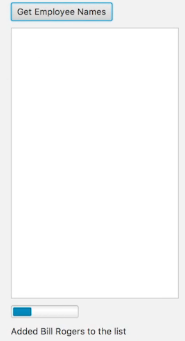 Get Employee Names
Added Bill Rogers to the list